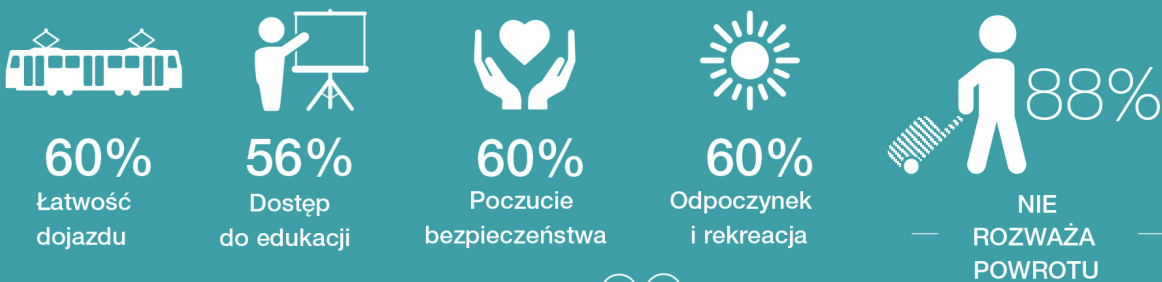 60%
Łatwość
dojazdu
56%
Dostęp
do edukacji
60%
Poczucie
bezpieczeństwa
60%
Odpoczynek
i rekreacja
88%
NIE
ROZWAŻA
POWROTU